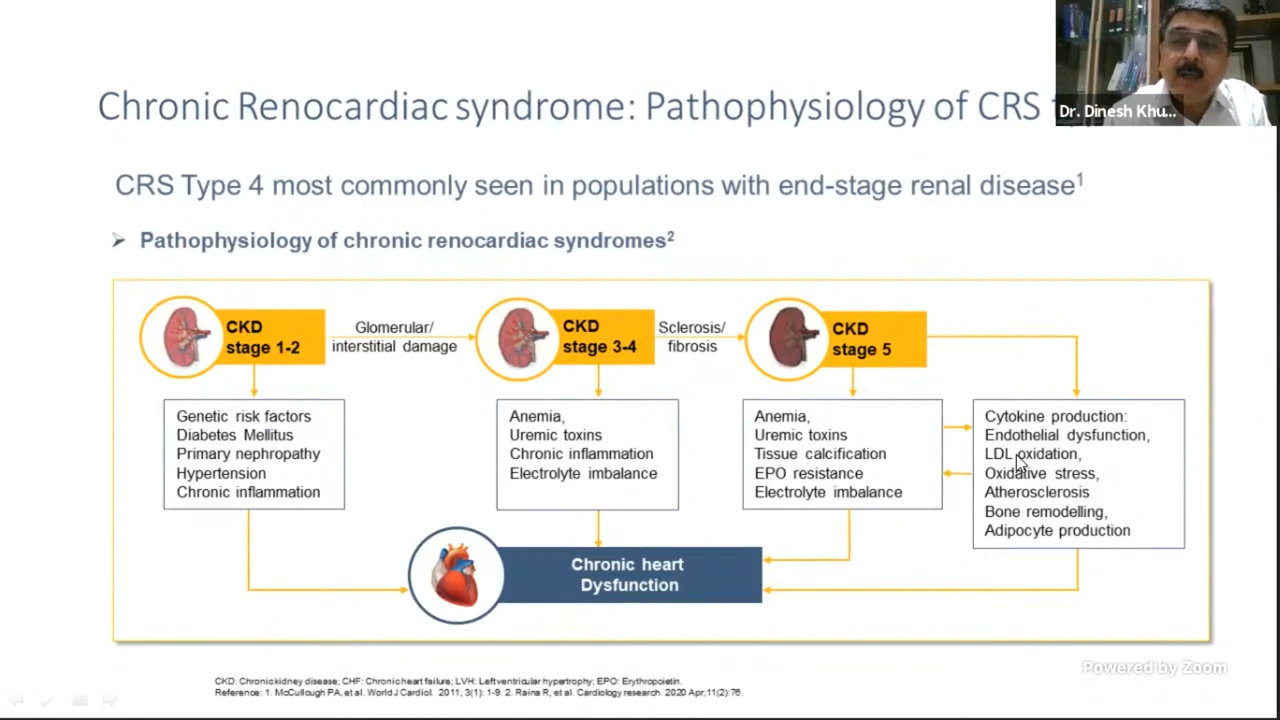 Dr. Dinesh Khu...
Chronic Renocardiac syndrome: Pathophysiology of CRS
CRS Type 4 most commonly seen in populations with end-stage renal disease¹
➢ Pathophysiology of chronic renocardiac syndromes²
CKD
stage 1-2
Glomerular/
interstitial damage
CKD
stage 3-4
Sclerosis/
fibrosis
CKD
stage 5
Genetic risk factors
Diabetes Mellitus
Primary nephropathy
Hypertension
Chronic inflammation
Anemia,
Uremic toxins
Chronic inflammation
Electrolyte imbalance
Anemia,
Uremic toxins
Tissue calcification
EPO resistance
Electrolyte imbalance
Cytokine production:
Endothelial dysfunction,
LDL oxidation,
Oxidative stress,
Atherosclerosis
Bone remodelling,
Adipocyte production
Chronic heart
Dysfunction
Powered by Zoom
CKD: Chronic kidney disease; CHF: Chronic heart failure; LVH: Left ventricular hypertrophy; EPO: Erythropoietin.
Reference: 1. McCullough PA, et al. World J Cardiol. 2011; 3(1): 1-9. 2. Raina R, et al. Cardiology research. 2020 Apr;11(2):76.